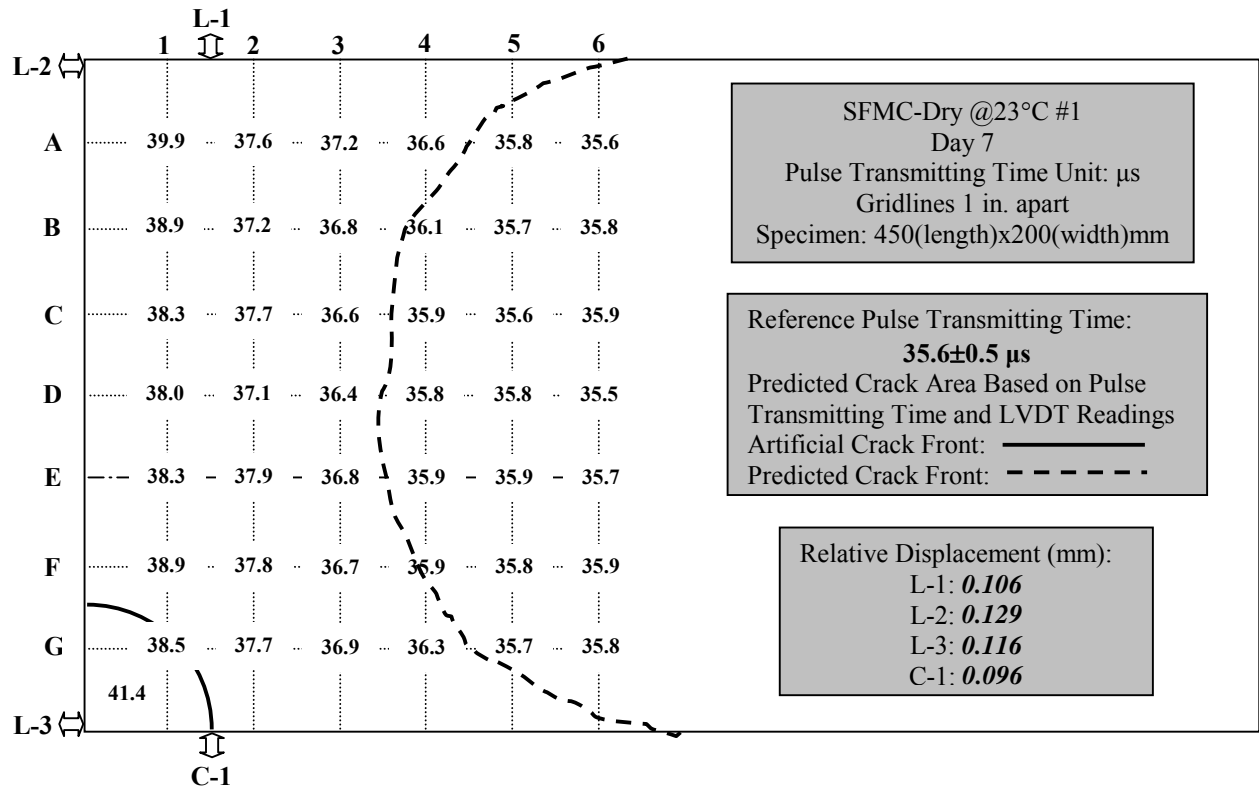 L-1
1 2 3 4 5 6
L-2
A 39.9 37.6 37.2 36.6 35.8 35.6
B 38.9 37.2 36.8 36.1 35.7 35.8
C 38.3 37.7 36.6 35.9 35.6 35.9
D 38.0 37.1 36.4 35.8 35.8 35.5
E 38.3 37.9 36.8 35.9 35.9 35.7
F 38.9 37.8 36.7 35.9 35.8 35.9
G 38.5 37.7 36.9 36.3 35.7 35.8
41.4
L-3
C-1
SFMC-Dry @23°C #1
Day 7
Pulse Transmitting Time Unit: μs
Gridlines 1 in. apart
Specimen: 450(length)x200(width)mm
Reference Pulse Transmitting Time:
35.6±0.5 μs
Predicted Crack Area Based on Pulse
Transmitting Time and LVDT Readings
Artificial Crack Front:
Predicted Crack Front:
Relative Displacement (mm):
L-1: 0.106
L-2: 0.129
L-3: 0.116
C-1: 0.096